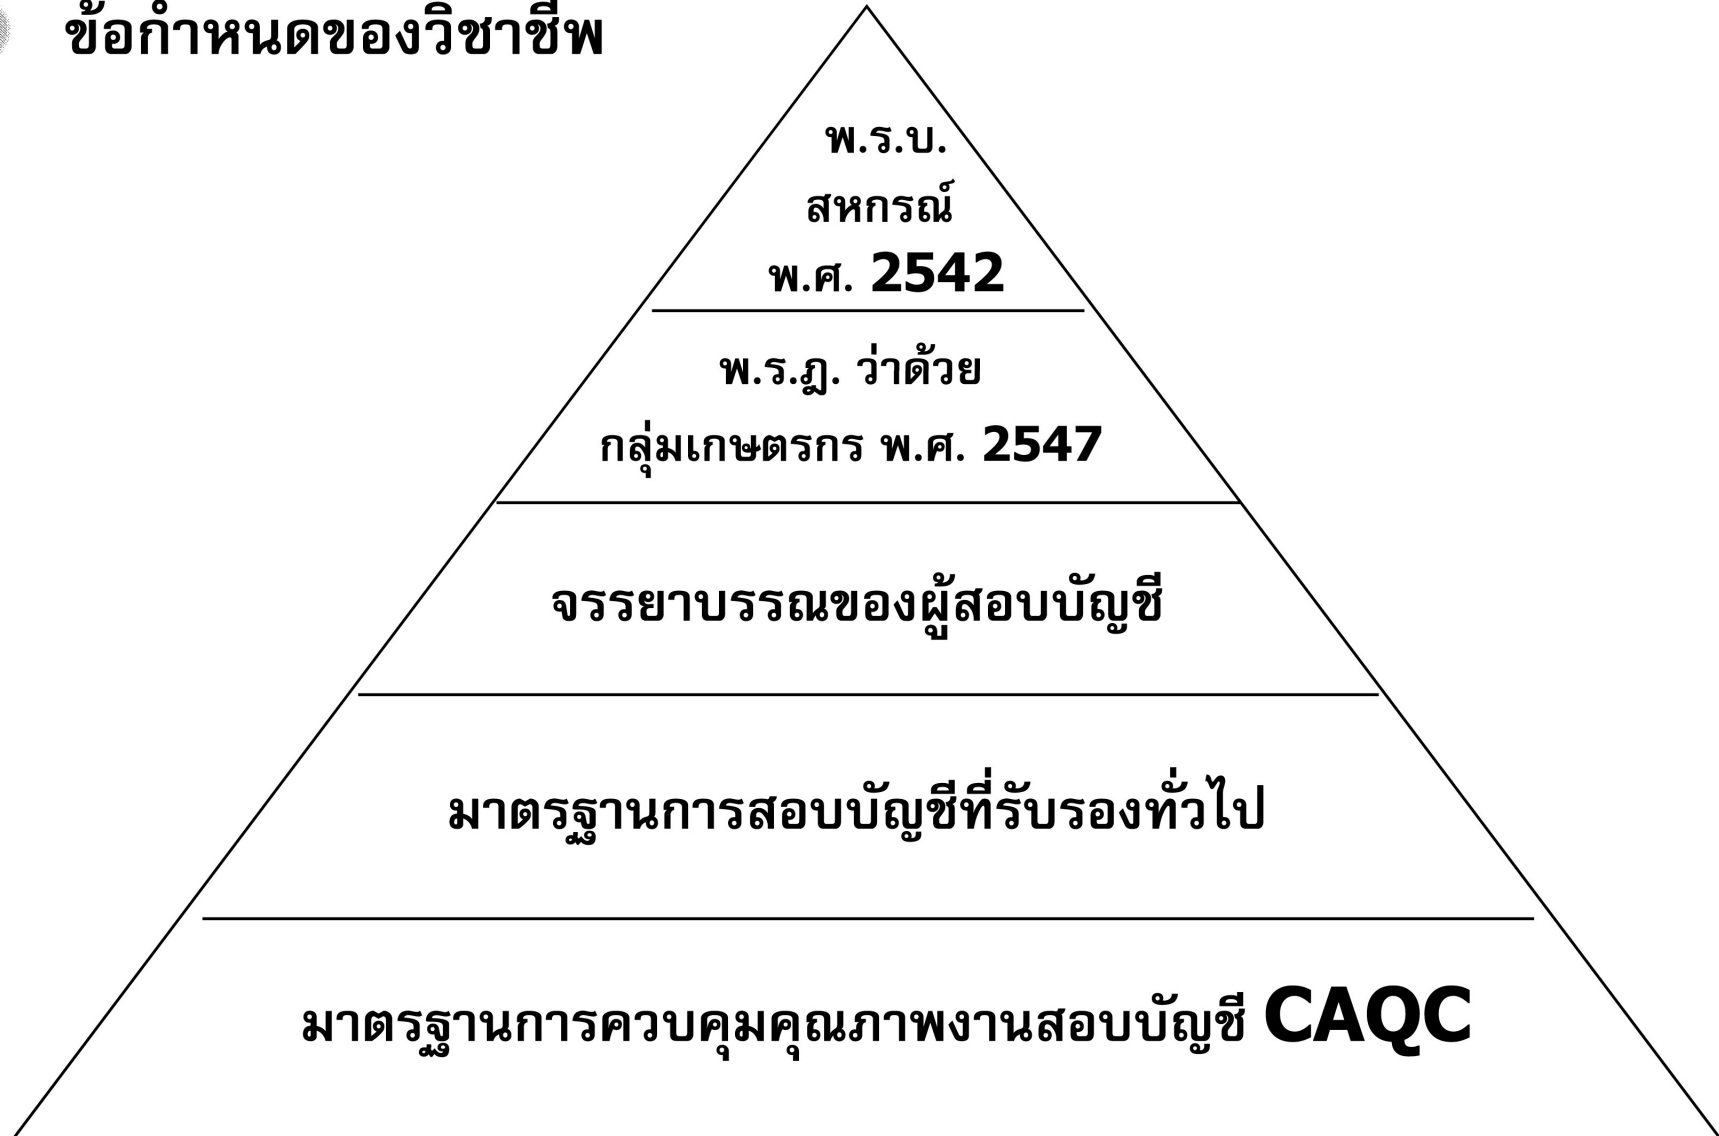 ข้อกำหนดของวิชาชีพ
พ.ร.บ.
สหกรณ์
พ.ศ. 2542
พ.ร.ฎ. ว่าด้วย
กลุ่มเกษตรกร พ.ศ. 2547
จรรยาบรรณของผู้สอบบัญชี
มาตรฐานการสอบบัญชีที่รับรองทั่วไป
มาตรฐานการควบคุมคุณภาพงานสอบบัญชี CAQC